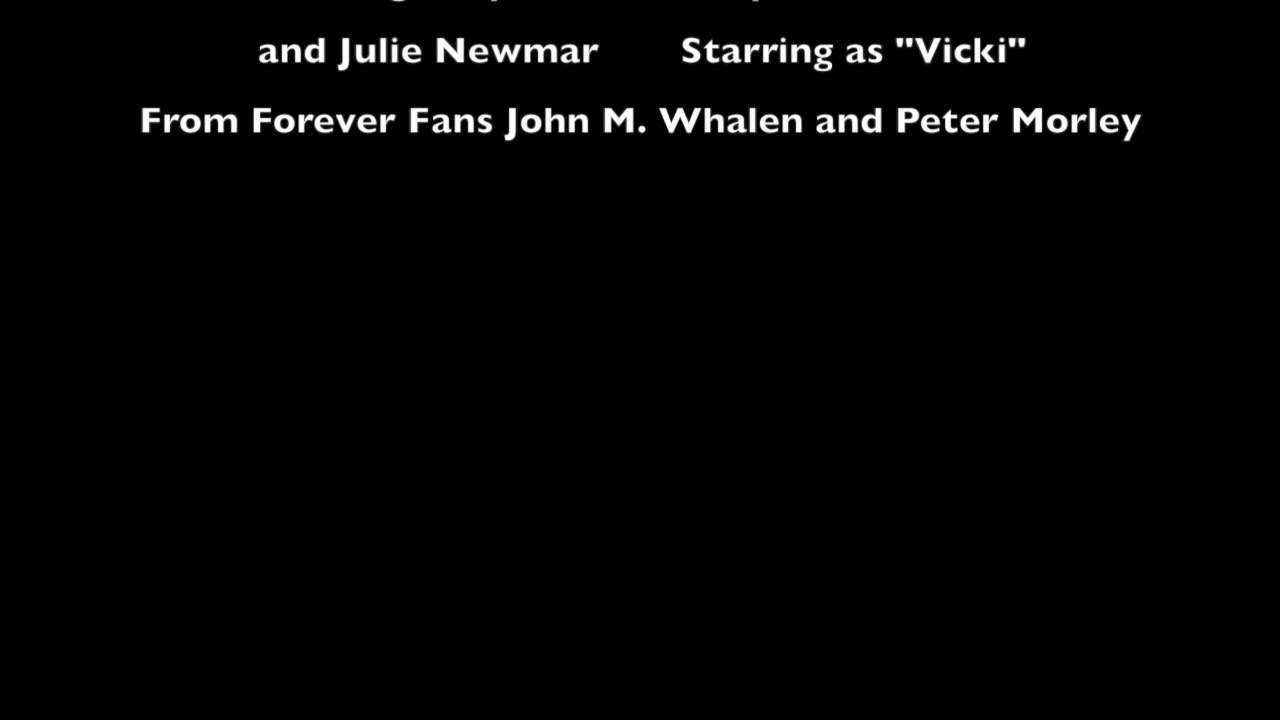 and Julie Newmar Starring as "Vicki"
From Forever Fans John M. Whalen and Peter Morley